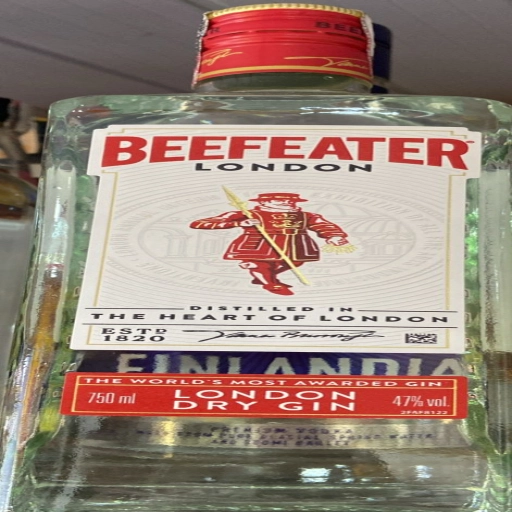 BEEFEATER
LONDON
DISTILLED IN
THE HEART OF LONDON
ESTD
1820
FINLANDIA
THE WORLD'S MOST AWARDED GIN
750 ml
LONDON
DRY GIN
47% vol.
PREMIUM VODKA